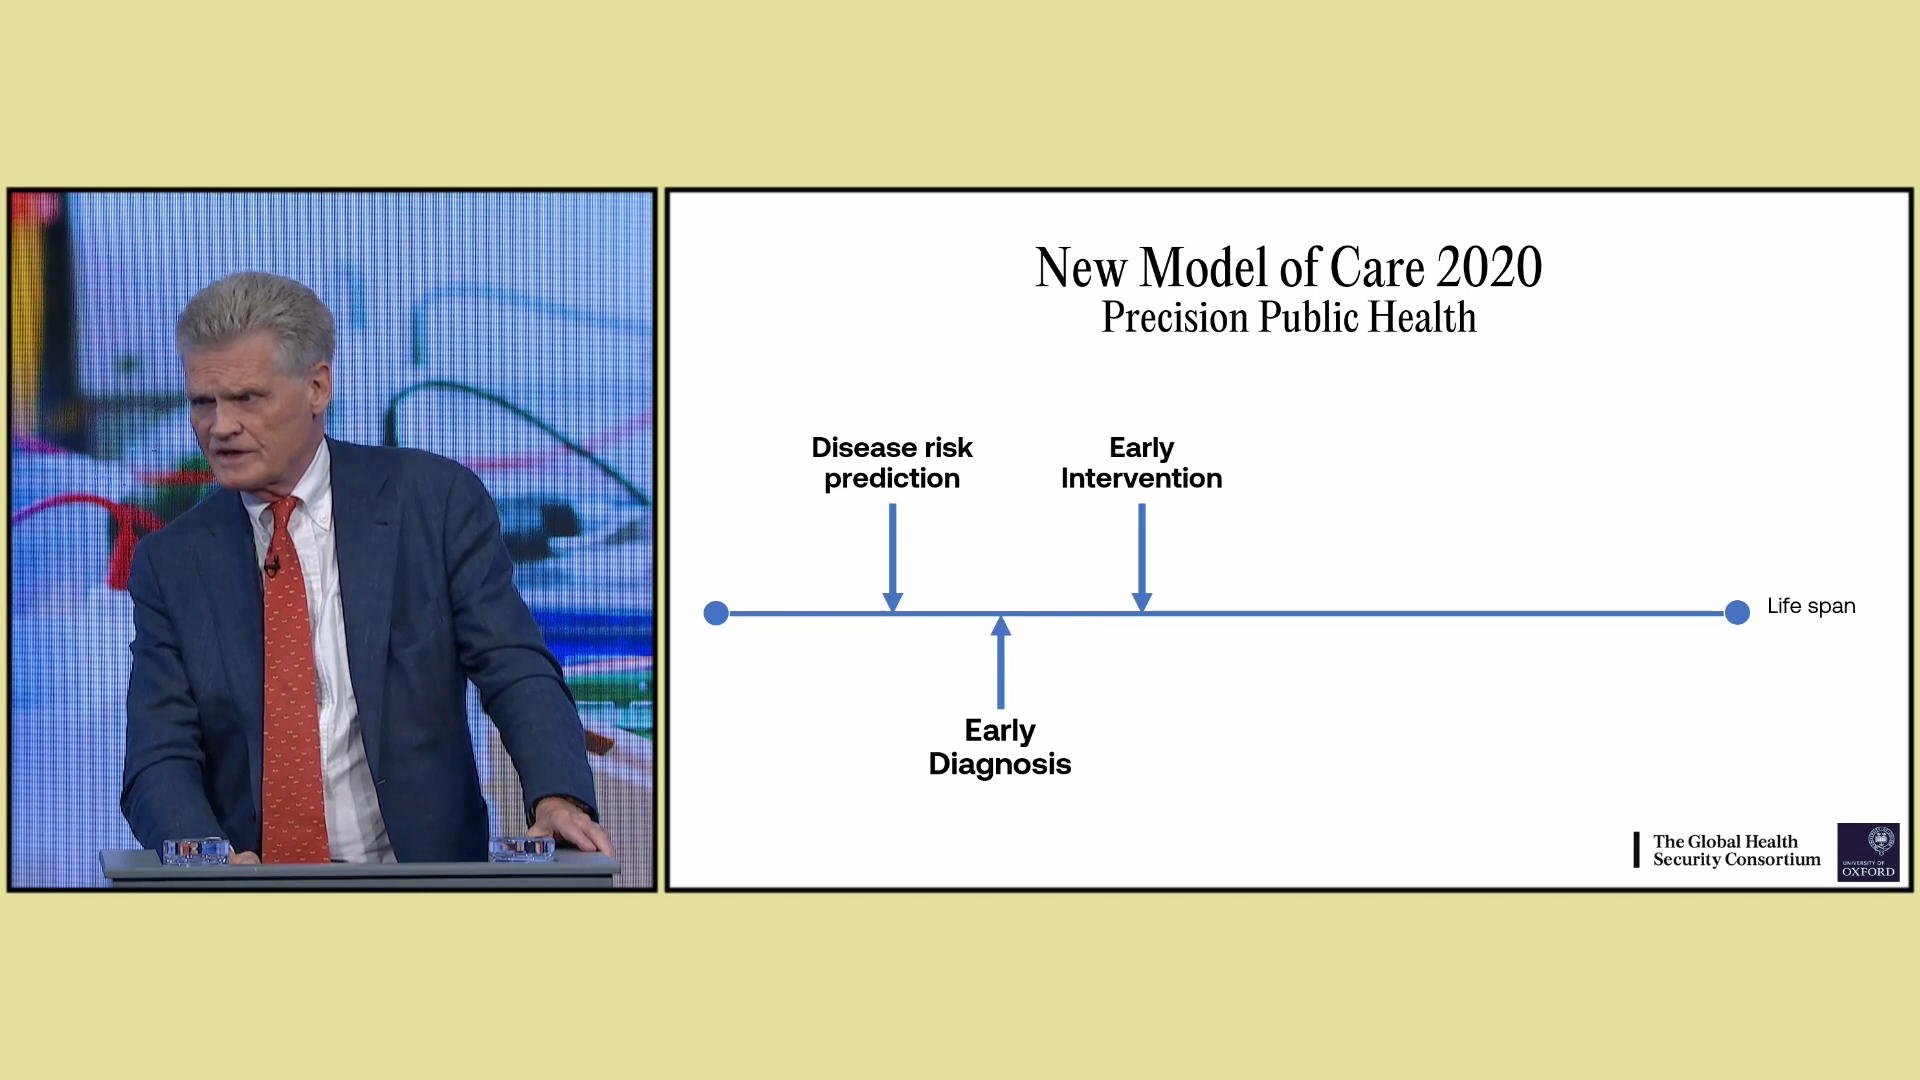 New Model of Care 2020
Precision Public Health
Disease risk
prediction
Early
Intervention
Life span
Early
Diagnosis
The Global Health
Security Consortium
UNIVERSITY OF
OXFORD